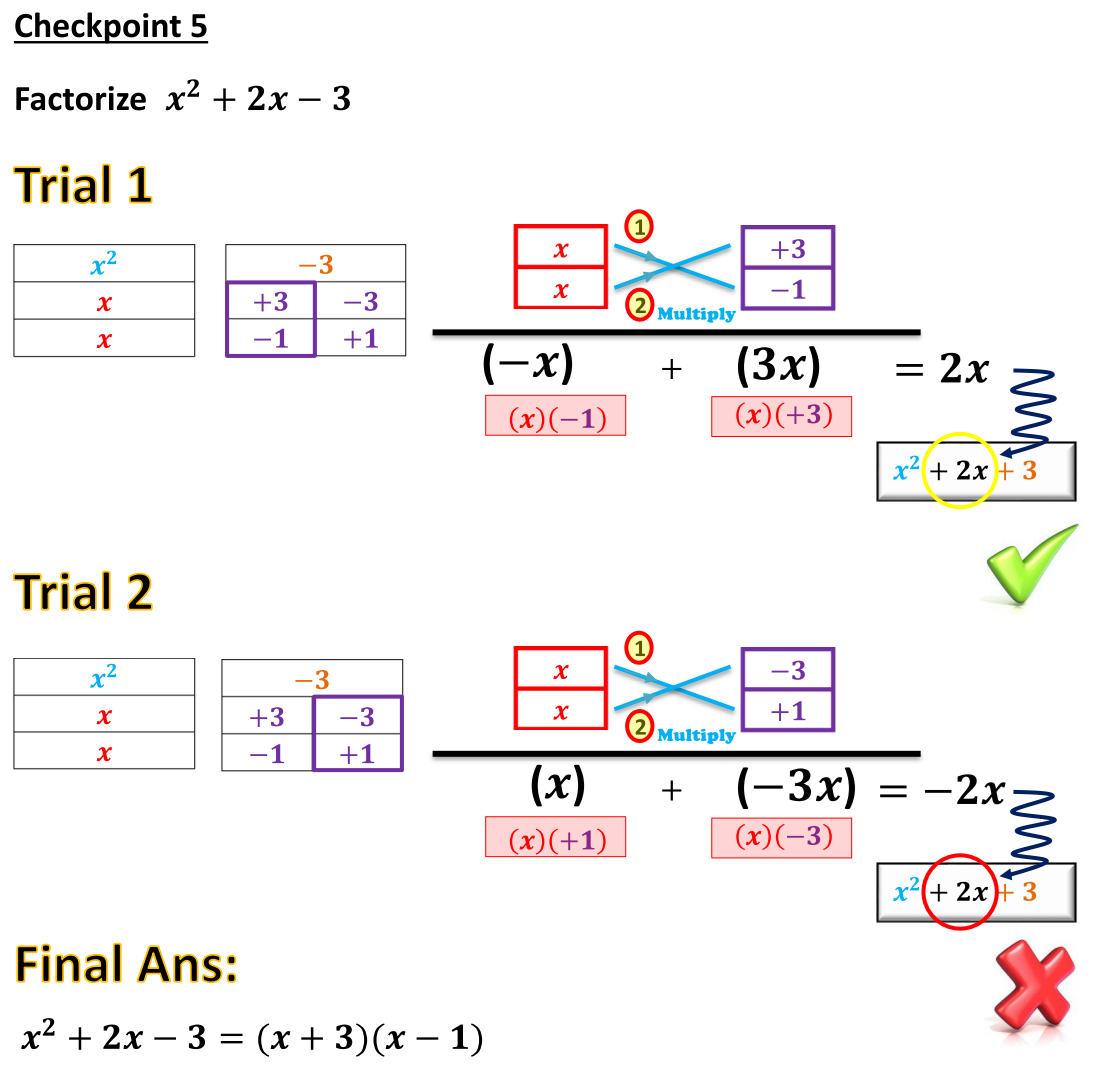 Checkpoint 5
Factorize x² + 2x − 3
Trial 1
x²
x
x
−3
+3 −3
−1 +1
x
x
1
2 Multiply
+3
−1
(−x) + (3x) = 2x
(x)(−1) (x)(+3)
x² + 2x + 3
Trial 2
x²
x
x
−3
+3 −3
−1 +1
x
x
1
2 Multiply
−3
+1
(x) + (−3x) = −2x
(x)(+1) (x)(−3)
x² + 2x + 3
Final Ans:
x² + 2x − 3 = (x + 3)(x − 1)